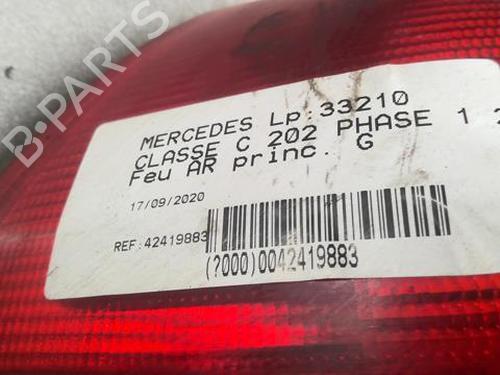 B-PARTS
MERCEDES Lp:33210
CLASSE C 202 PHASE 1
Feu AR princ. G
17/09/2020
REF:42419883
(?000)0042419883